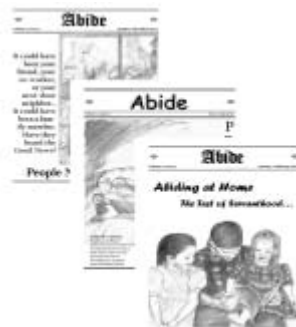 Abide
It could have
been your
friend, your
co-worker,
or your
next door
neighbor...
It could have
been a fam-
ily member.
Have they
heard the
Good News?
People ?
Abide
P
Abide
Abiding at Home
The Test of Servanthood...